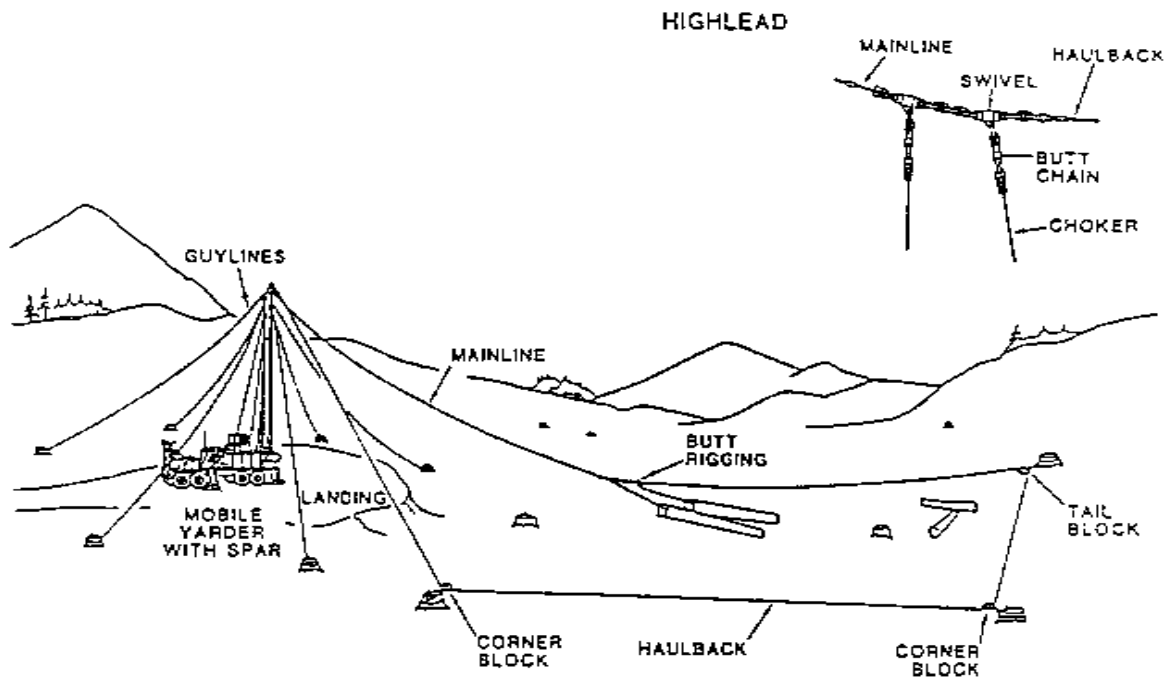 HIGHLEAD
MAINLINE
HAULBACK
SWIVEL
BUTT
CHAIN
CHOKER
GUYLINES
MAINLINE
BUTT
RIGGING
LANDING
MOBILE
YARDER
WITH SPAR
TAIL
BLOCK
CORNER
BLOCK
HAULBACK
CORNER
BLOCK